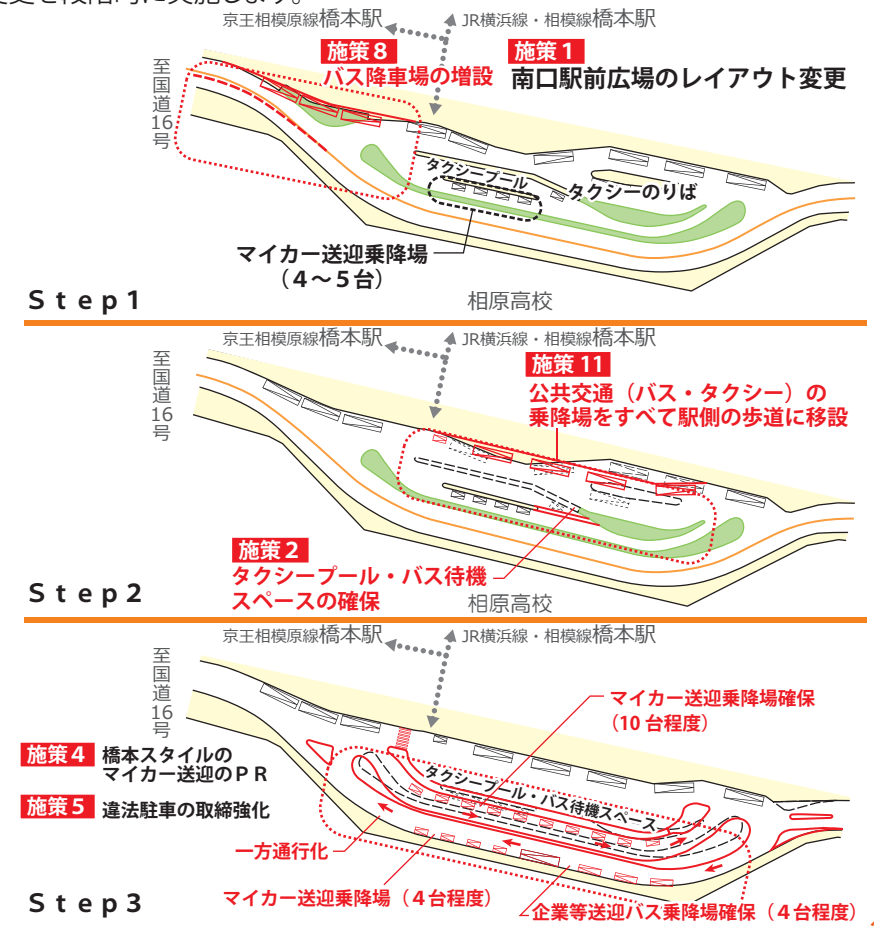 京王相模原線橋本駅
JR横浜線・相模線橋本駅
施策8
バス降車場の増設
施策1
南口駅前広場のレイアウト変更
至国道16号
タクシープール
タクシーのりば
マイカー送迎乗降場
（４～５台）
Ｓｔｅｐ１
相原高校
京王相模原線橋本駅
JR横浜線・相模線橋本駅
至国道16号
施策11
公共交通（バス・タクシー）の
乗降場をすべて駅側の歩道に移設
施策2
タクシープール・バス待機
スペースの確保
Ｓｔｅｐ２
相原高校
京王相模原線橋本駅
JR横浜線・相模線橋本駅
至国道16号
マイカー送迎乗降場確保
（10台程度）
施策4
橋本スタイルの
マイカー送迎のＰＲ
施策5
違法駐車の取締強化
タクシープール・バス待機スペース
一方通行化
マイカー送迎乗降場（４台程度）
企業等送迎バス乗降場確保（４台程度）
Ｓｔｅｐ３